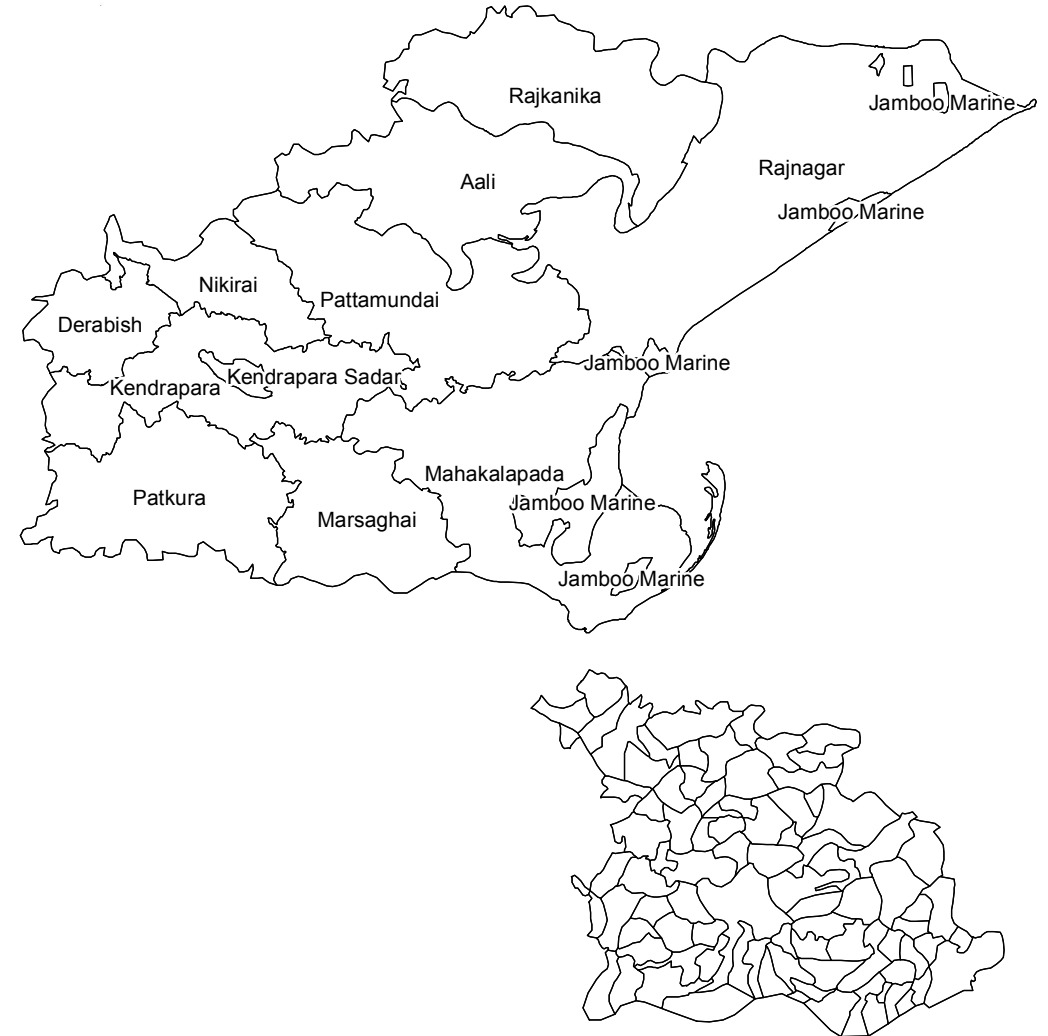 Rajkanika
Jamboo Marine
Rajnagar
Aali
Jamboo Marine
Nikirai
Pattamundai
Derabish
Jamboo Marine
Kendrapara Sadar
Kendrapara
Mahakalapada
Patkura
Jamboo Marine
Marsaghai
Jamboo Marine